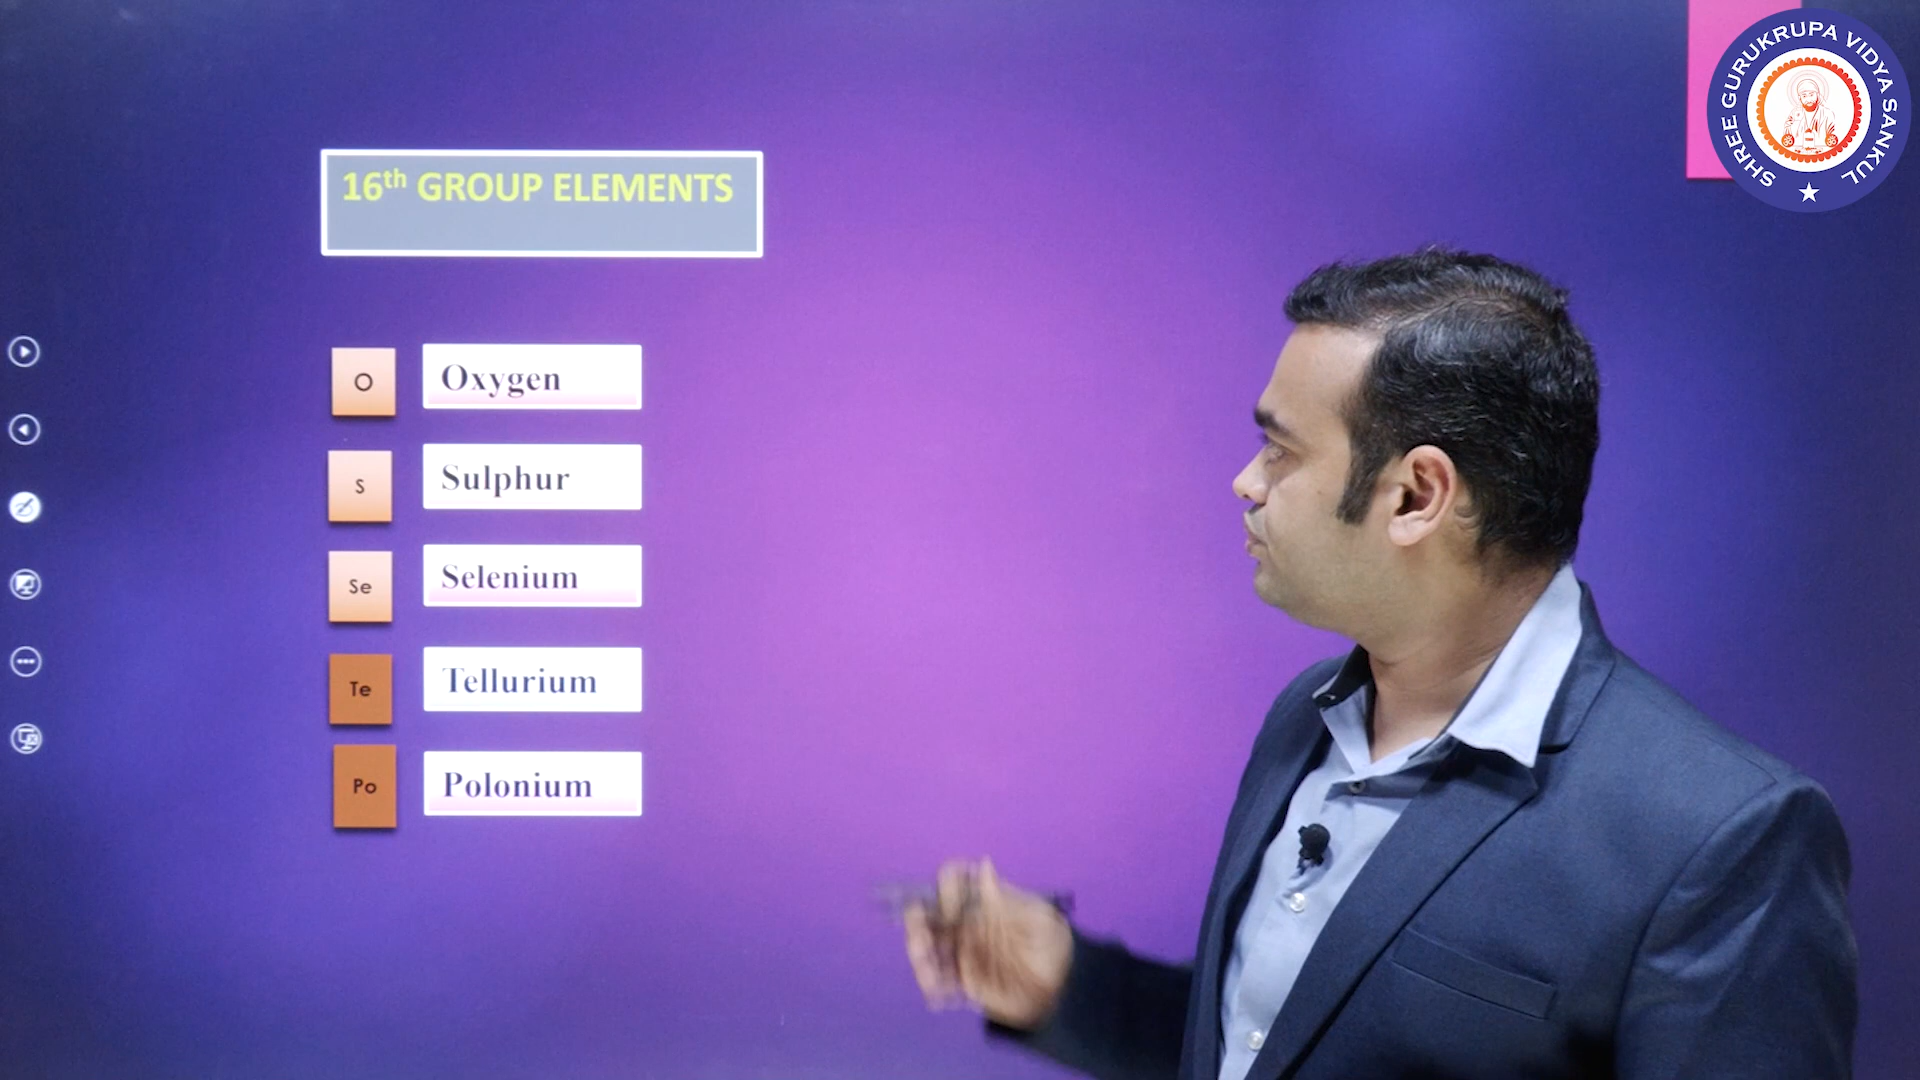 16th GROUP ELEMENTS
O Oxygen
S Sulphur
Se Selenium
Te Tellurium
Po Polonium
SHREE GURUKRUPA VIDYA SANKUL